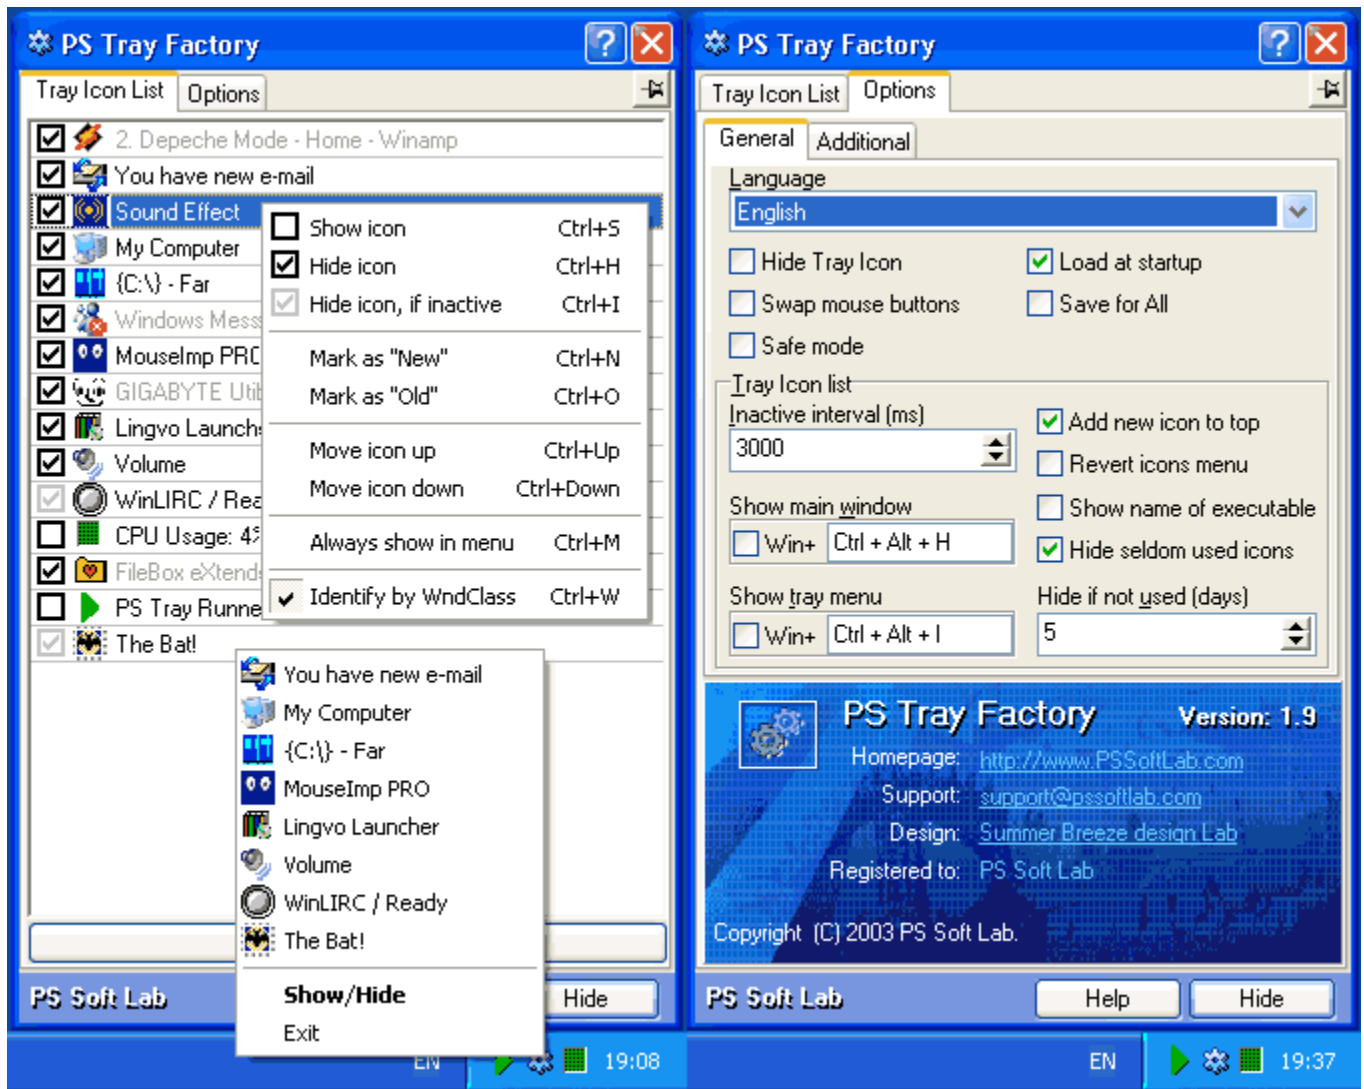 PS Tray Factory
Tray Icon List
Options
2. Depeche Mode - Home - Winamp
You have new e-mail
Sound Effect
My Computer
{C:\} - Far
Windows Mess
MouseImp PRO
GIGABYTE Util
Lingvo Launch
Volume
WinLIRC / Rea
CPU Usage: 4%
FileBox eXtend
PS Tray Runne
The Bat!
Show icon Ctrl+S
Hide icon Ctrl+H
Hide icon, if inactive Ctrl+I
Mark as "New" Ctrl+N
Mark as "Old" Ctrl+O
Move icon up Ctrl+Up
Move icon down Ctrl+Down
Always show in menu Ctrl+M
Identify by WndClass Ctrl+W
You have new e-mail
My Computer
{C:\} - Far
MouseImp PRO
Lingvo Launcher
Volume
WinLIRC / Ready
The Bat!
Show/Hide
Exit
PS Soft Lab
Hide
EN
19:08
PS Tray Factory
Tray Icon List
Options
General
Additional
Language
English
Hide Tray Icon
Load at startup
Swap mouse buttons
Save for All
Safe mode
Tray Icon list
Inactive interval (ms)
3000
Add new icon to top
Revert icons menu
Show main window
Win+ Ctrl + Alt + H
Show name of executable
Hide seldom used icons
Show tray menu
Win+ Ctrl + Alt + I
Hide if not used (days)
5
PS Tray Factory Version: 1.9
Homepage: http://www.PSSoftLab.com
Support: support@pssoftlab.com
Design: Summer Breeze design Lab
Registered to: PS Soft Lab
Copyright (C) 2003 PS Soft Lab.
PS Soft Lab
Help
Hide
EN
19:37